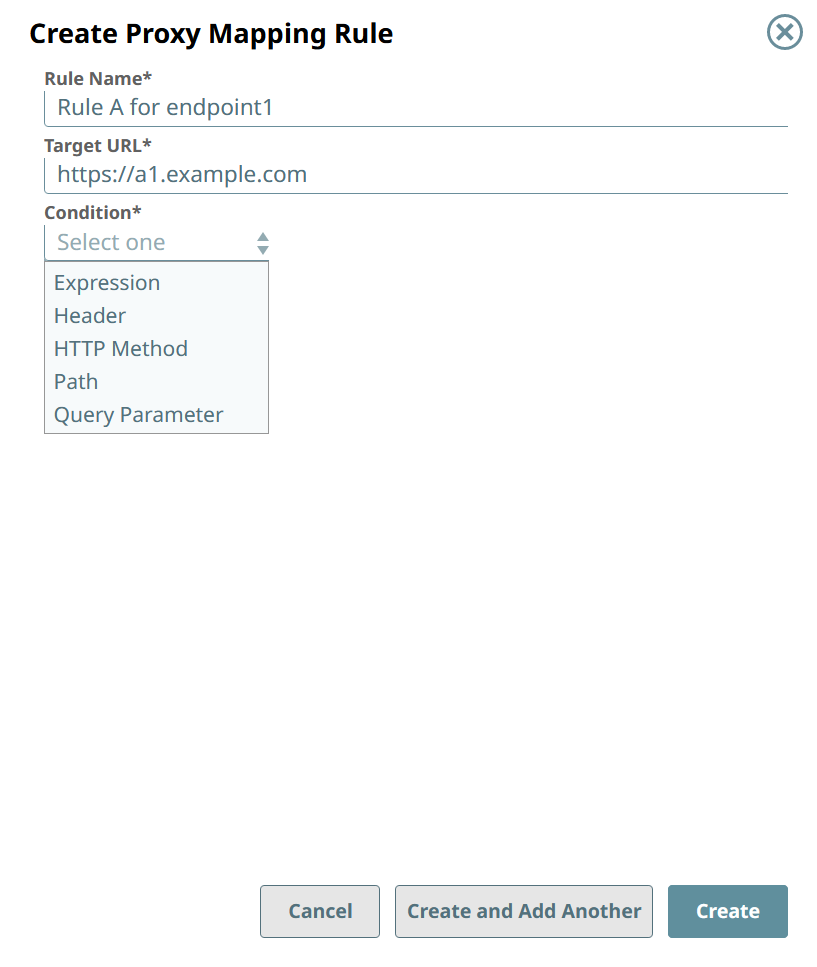 Create Proxy Mapping Rule
Rule Name*
Rule A for endpoint1
Target URL*
https://a1.example.com
Condition*
Select one
Expression
Header
HTTP Method
Path
Query Parameter
Cancel
Create and Add Another
Create